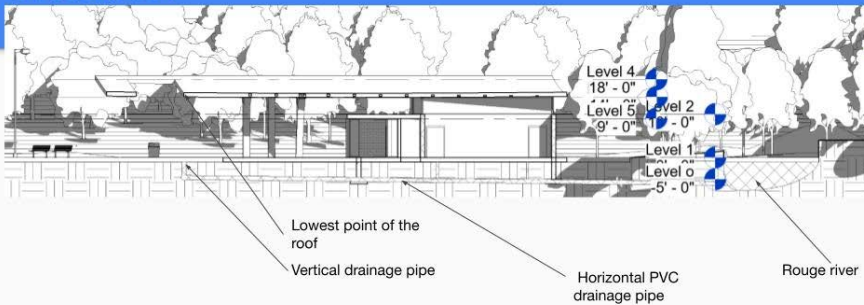 Level 4
18' - 0"
Level 5
9' - 0"
Level 2
- 0"
Level 1
Level o
-5' - 0"
Lowest point of the
roof
Vertical drainage pipe
Horizontal PVC
drainage pipe
Rouge river